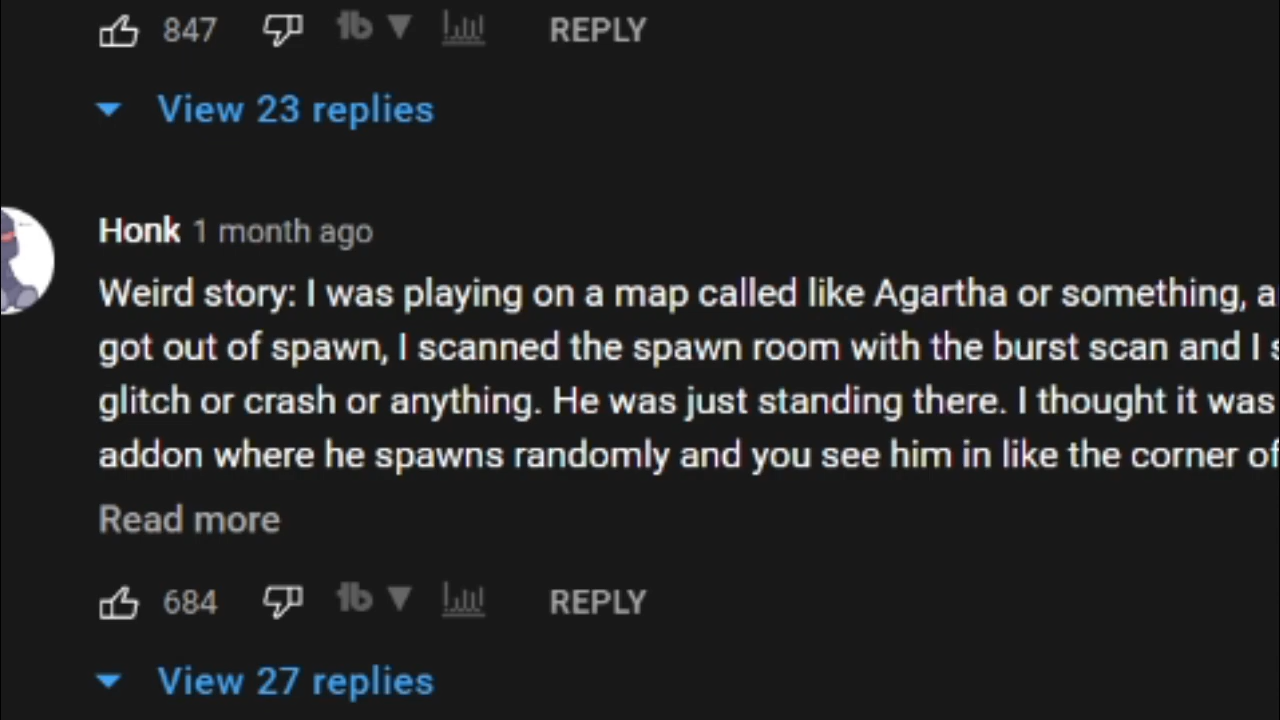 847 REPLY
View 23 replies
Honk 1 month ago
Weird story: I was playing on a map called like Agartha or something, a
got out of spawn, I scanned the spawn room with the burst scan and I s
glitch or crash or anything. He was just standing there. I thought it was
addon where he spawns randomly and you see him in like the corner of
Read more
684 REPLY
View 27 replies